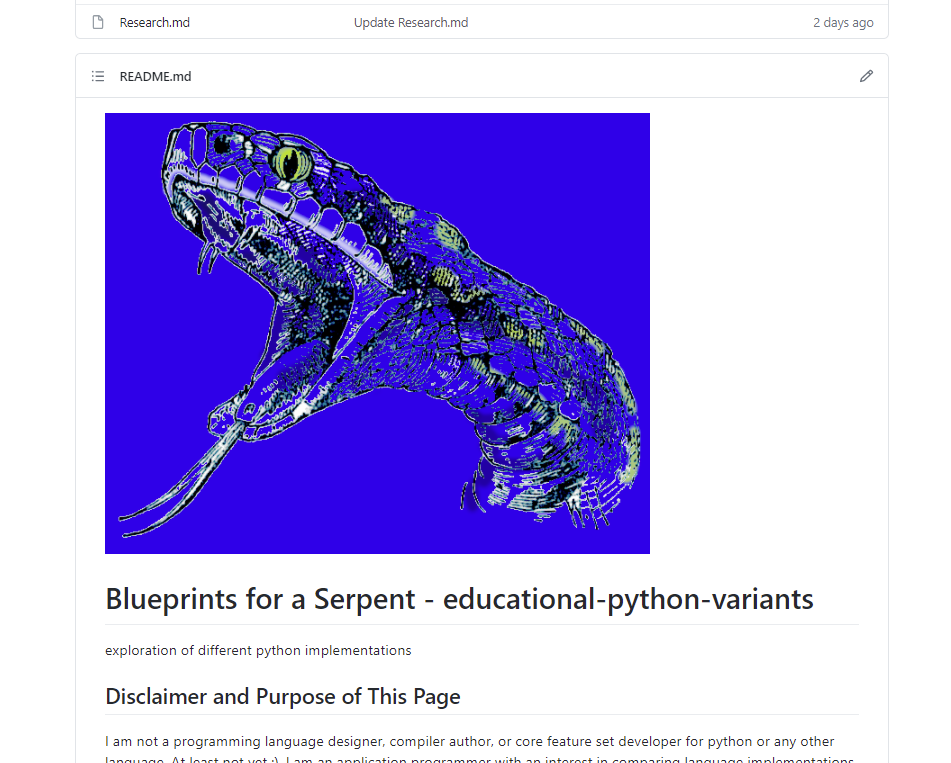 Research.md Update Research.md 2 days ago
README.md
Blueprints for a Serpent - educational-python-variants
exploration of different python implementations
Disclaimer and Purpose of This Page
I am not a programming language designer, compiler author, or core feature set developer for python or any other
language. At least not yet :). I am an application programmer with an interest in comparing language implementations